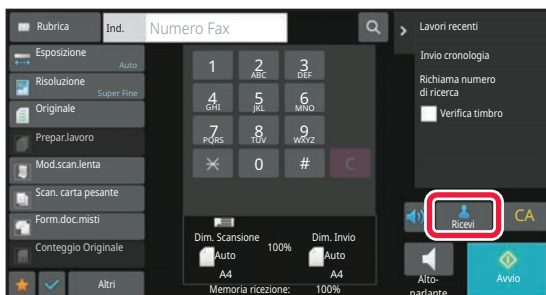 Rubrica
Ind.
Numero Fax
Esposizione
Auto
Risoluzione
Super Fine
Originale
Prepar.lavoro
Mod.scan.lenta
Scan. carta pesante
Form.doc.misti
Conteggio Originale
Altri
1
2
ABC
3
DEF
4
GHI
5
JKL
6
MNO
7
PQRS
8
TUV
9
WXYZ
0
#
C
Dim. Scansione
100%
Dim. Invio
Auto
A4
Auto
A4
Memoria ricezione: 100%
Lavori recenti
Invio cronologia
Richiama numero
di ricerca
Verifica timbro
Ricevi
CA
Alto-
parlante
Avvio